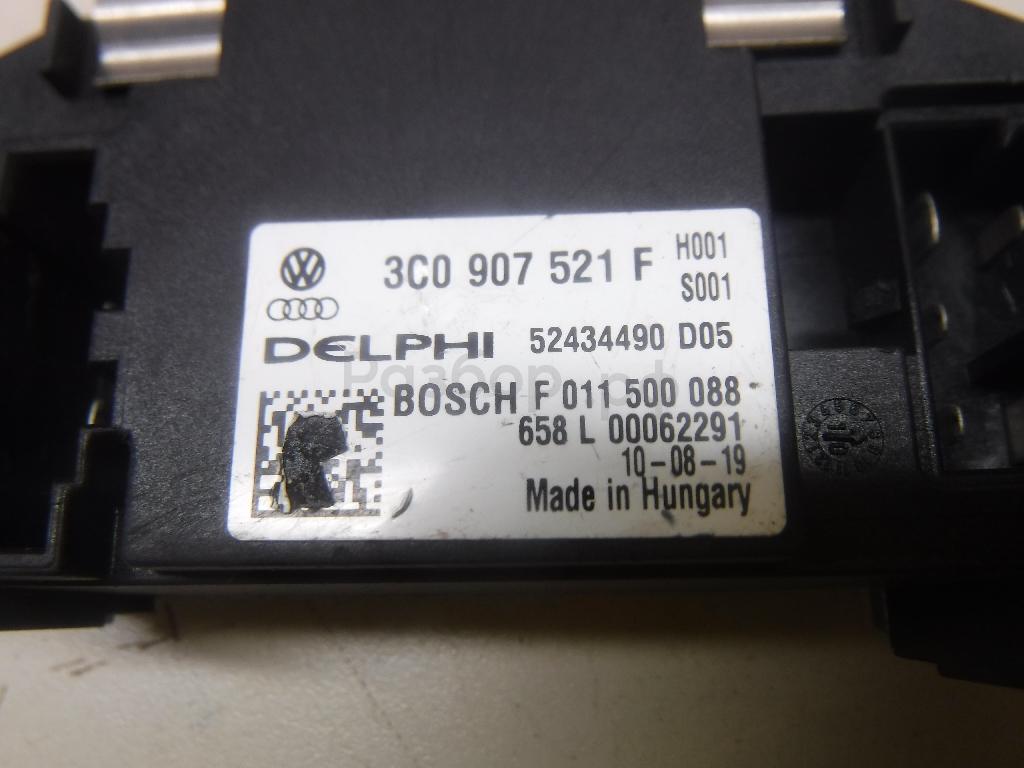 3C0 907 521 F H001
S001
DELPHI 52434490 D05
BOSCH F 011 500 088
658 L 00062291
10-08-19
Made in Hungary